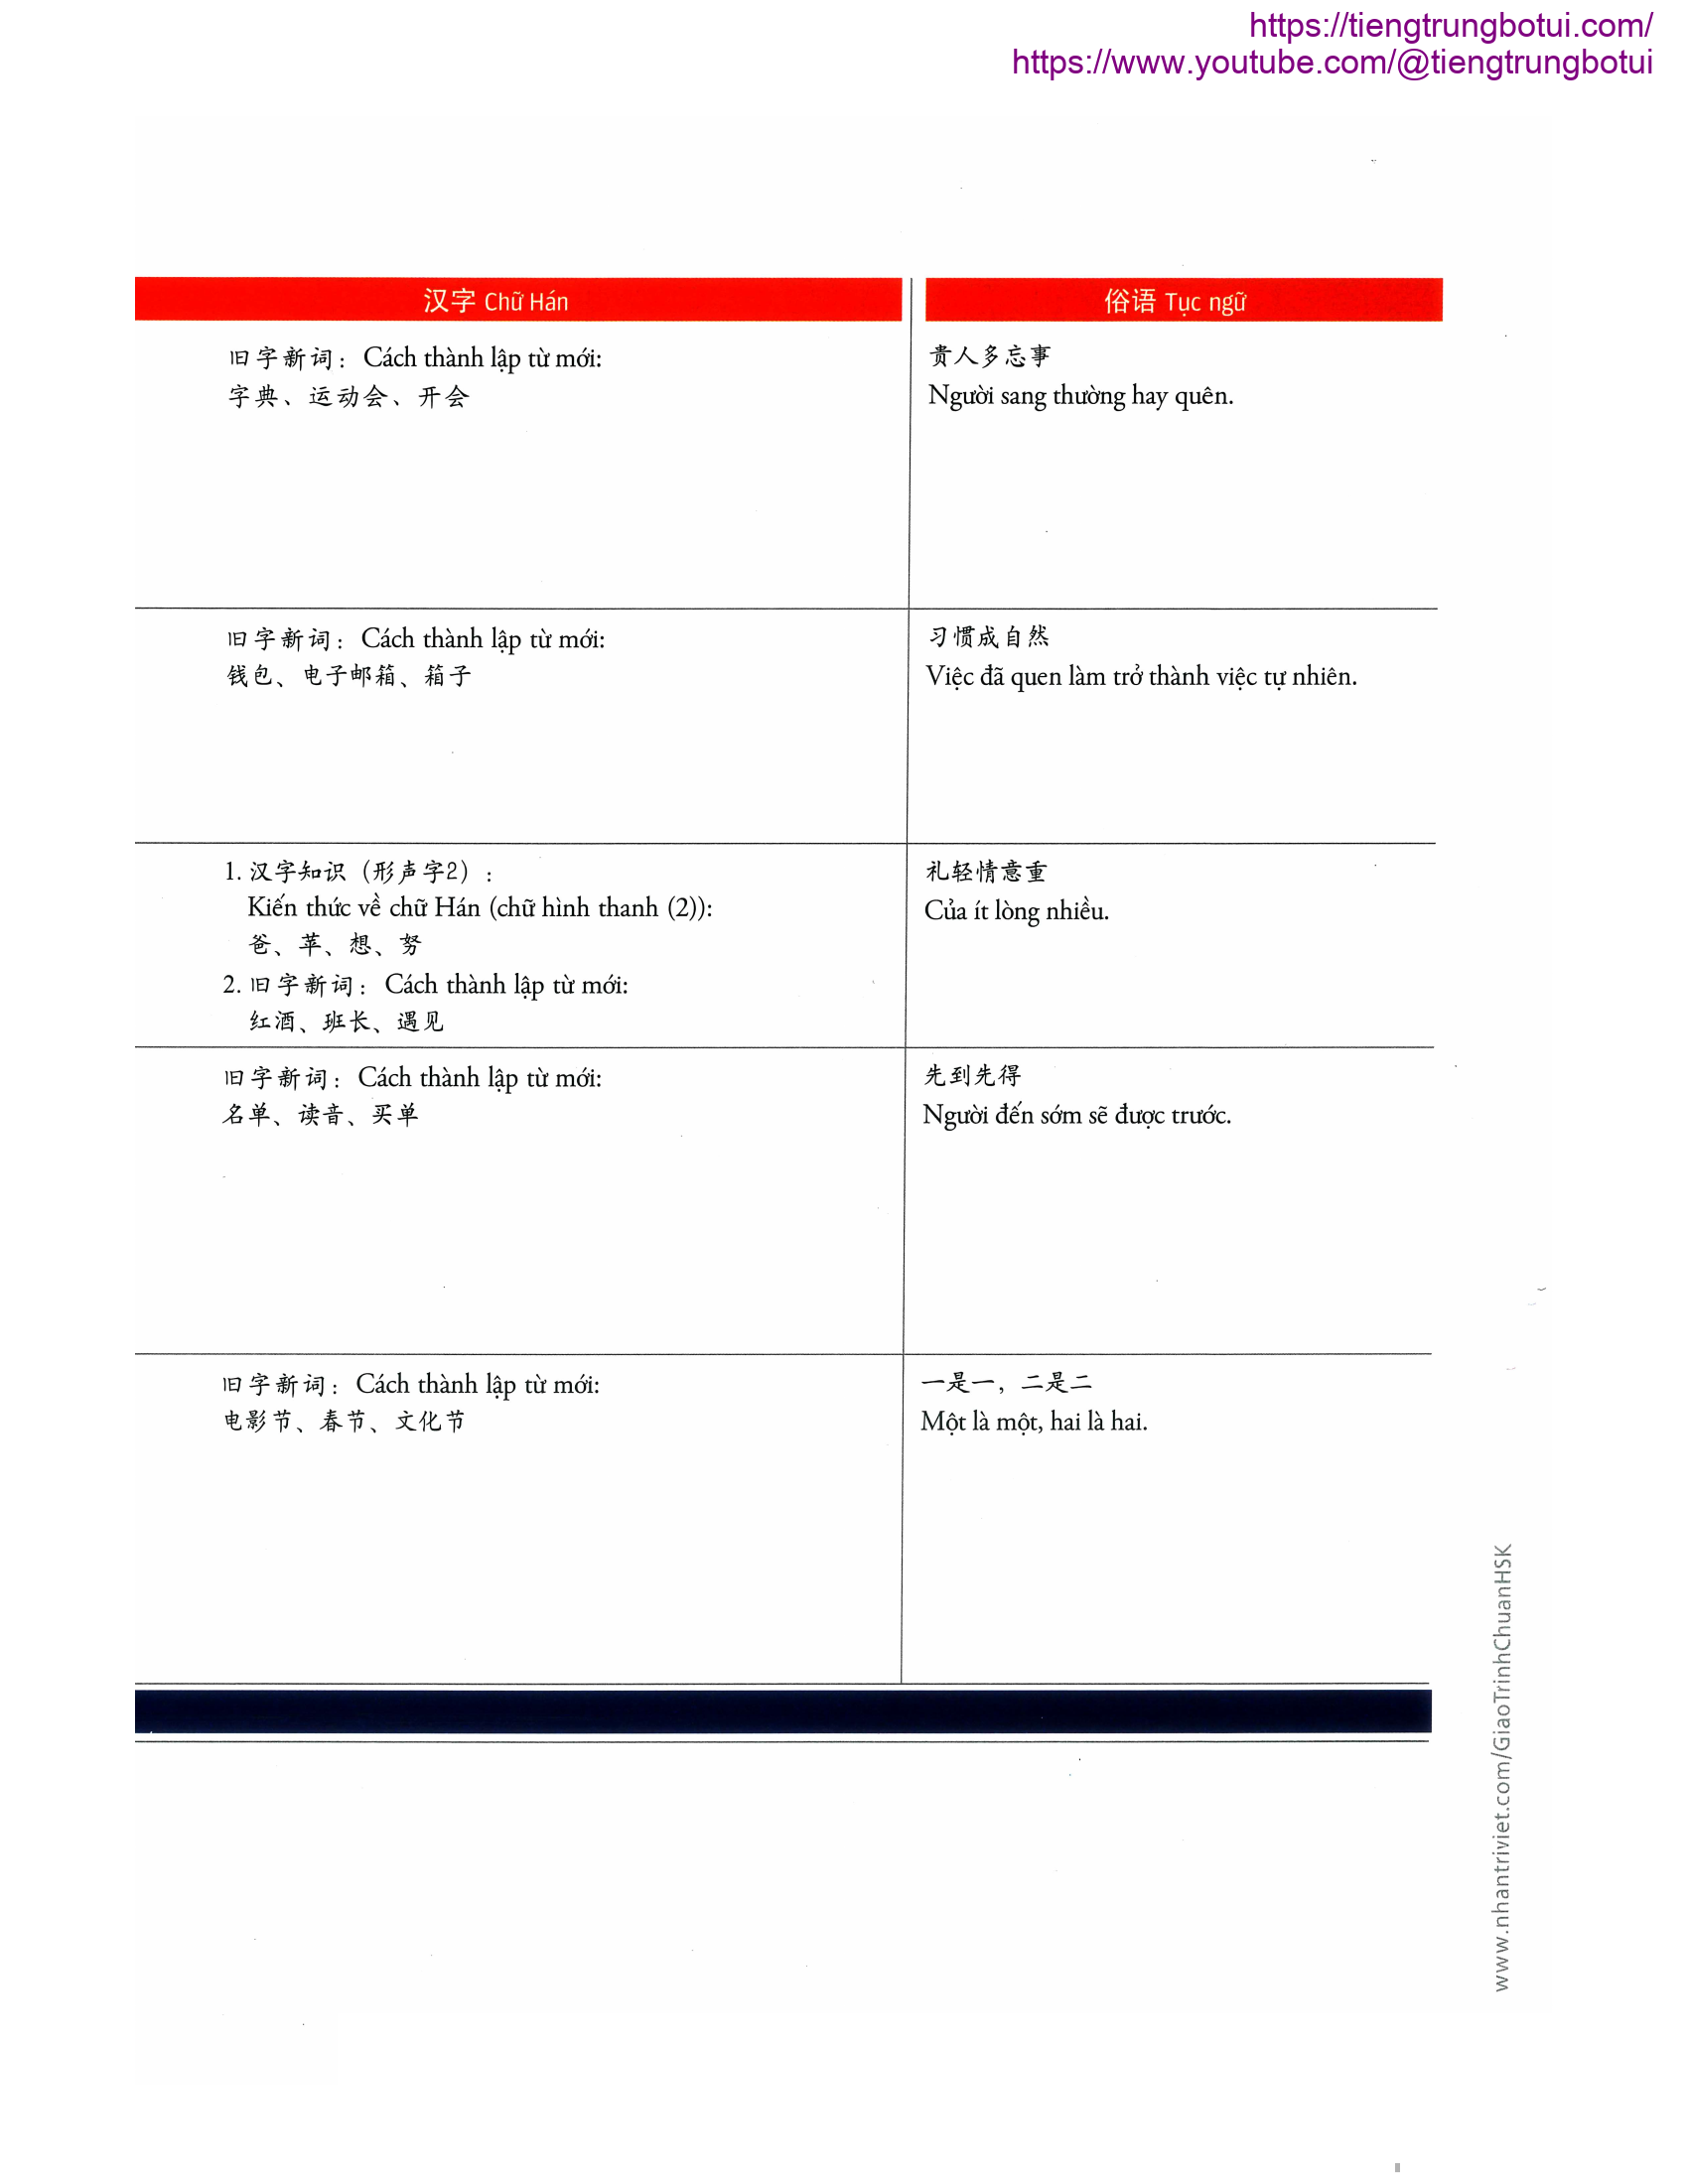 https://tiengtrungbotui.com/
https://www.youtube.com/@tiengtrungbotui
汉字 Chữ Hán
俗语 Tục ngữ
旧字新词：Cách thành lập từ mới:
字典、运动会、开会
贵人多忘事
Người sang thường hay quên.
旧字新词：Cách thành lập từ mới:
钱包、电子邮箱、箱子
习惯成自然
Việc đã quen làm trở thành việc tự nhiên.
1. 汉字知识（形声字2）：
Kiến thức về chữ Hán (chữ hình thanh (2)):
爸、苹、想、努
2. 旧字新词：Cách thành lập từ mới:
红酒、班长、遇见
礼轻情意重
Của ít lòng nhiều.
旧字新词：Cách thành lập từ mới:
名单、读音、买单
先到先得
Người đến sớm sẽ được trước.
旧字新词：Cách thành lập từ mới:
电影节、春节、文化节
一是一，二是二
Một là một, hai là hai.
www.nhantriviet.com/GiaoTrinhChuanHSK